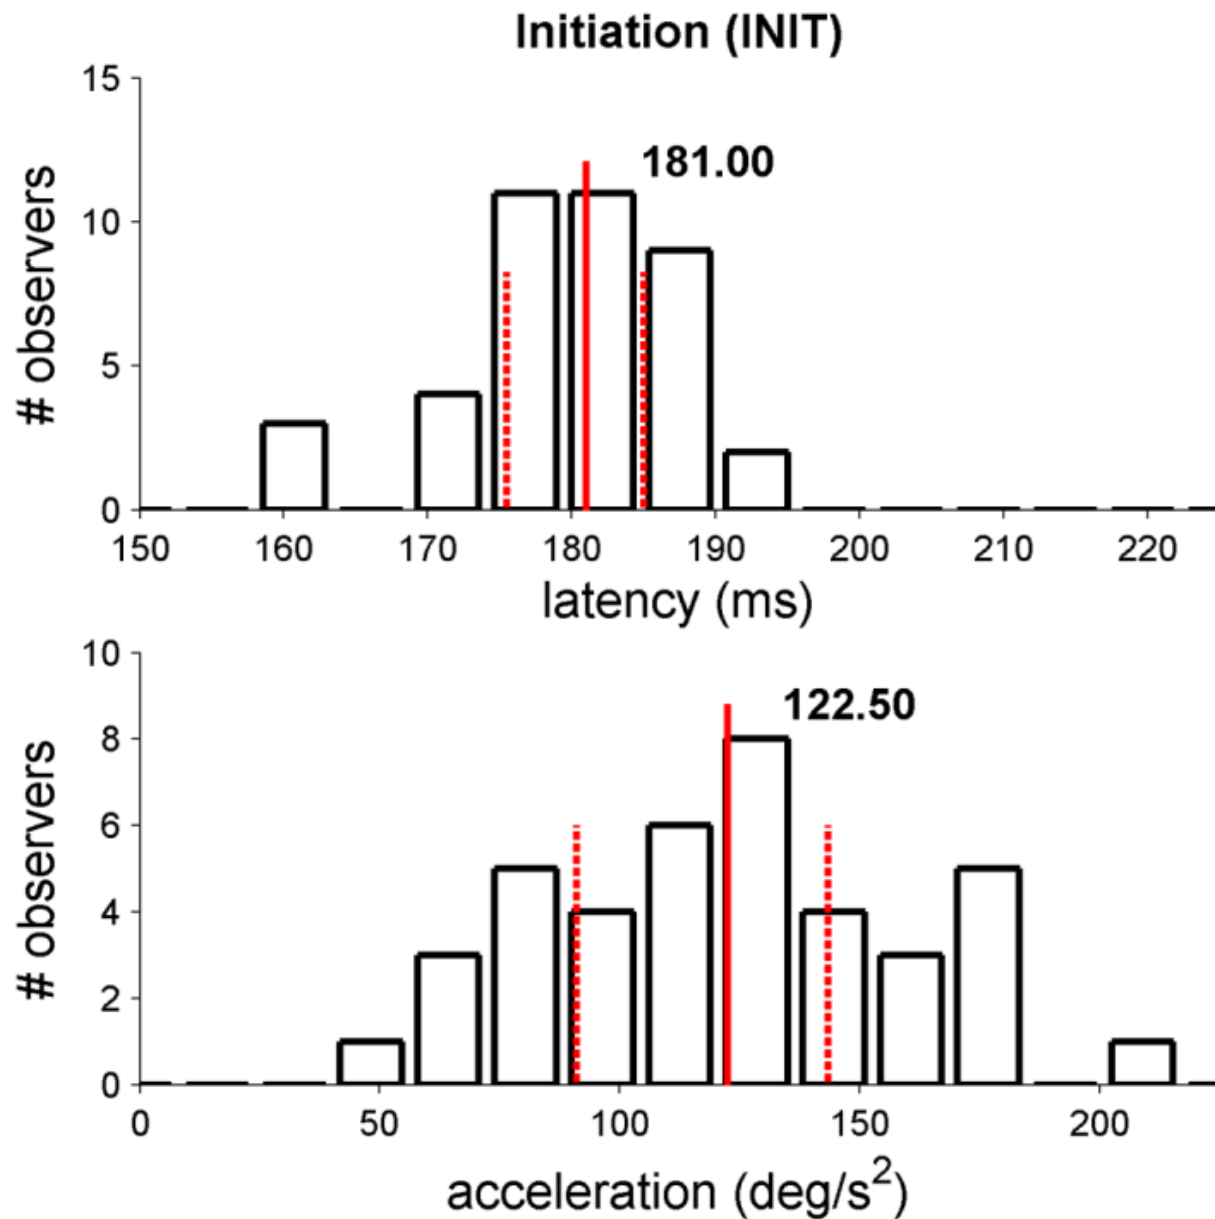 Initiation (INIT)
15
10
5
0
# observers
181.00
150 160 170 180 190 200 210 220
latency (ms)
10
8
6
4
2
0
# observers
122.50
0 50 100 150 200
acceleration (deg/s²)